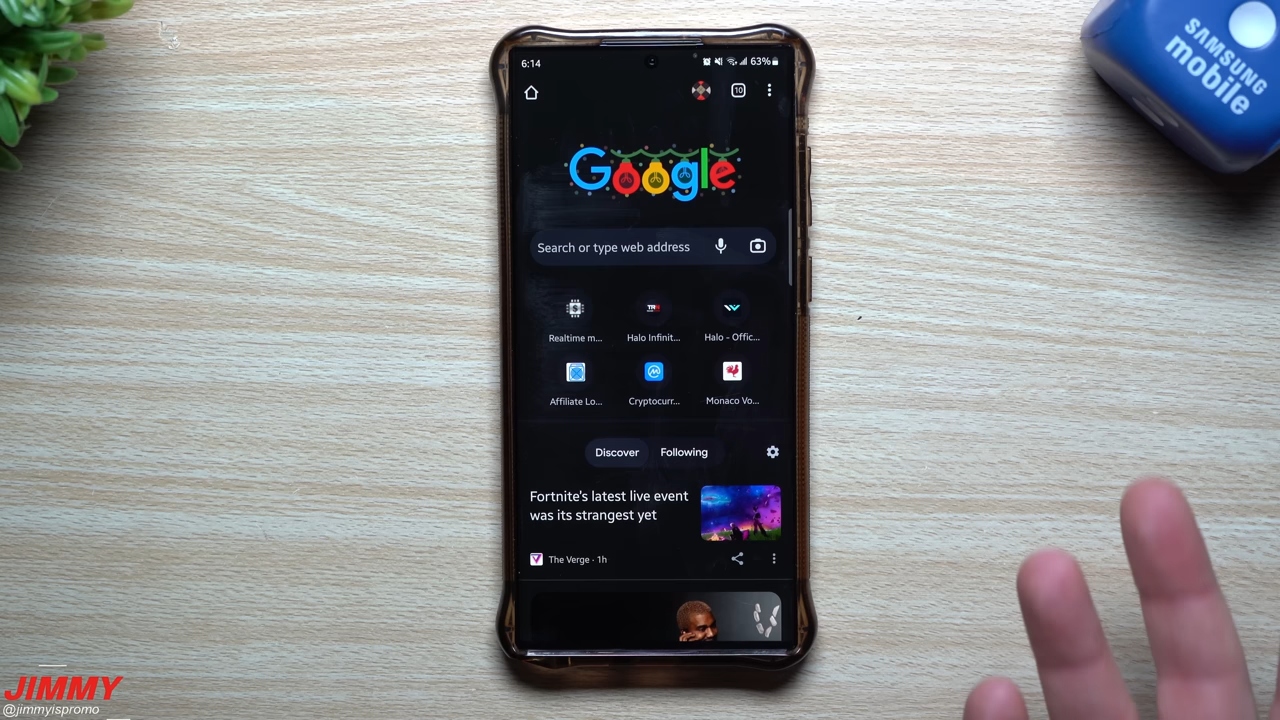 SAMSUNG
mobile
6:14
63%
10
Google
Search or type web address
Realtime m...
Halo Infinit...
Halo - Offic...
Affiliate Lo...
Cryptocurr...
Monaco Vo...
Discover
Following
Fortnite's latest live event
was its strangest yet
The Verge · 1h
JIMMY
@jimmyispromo